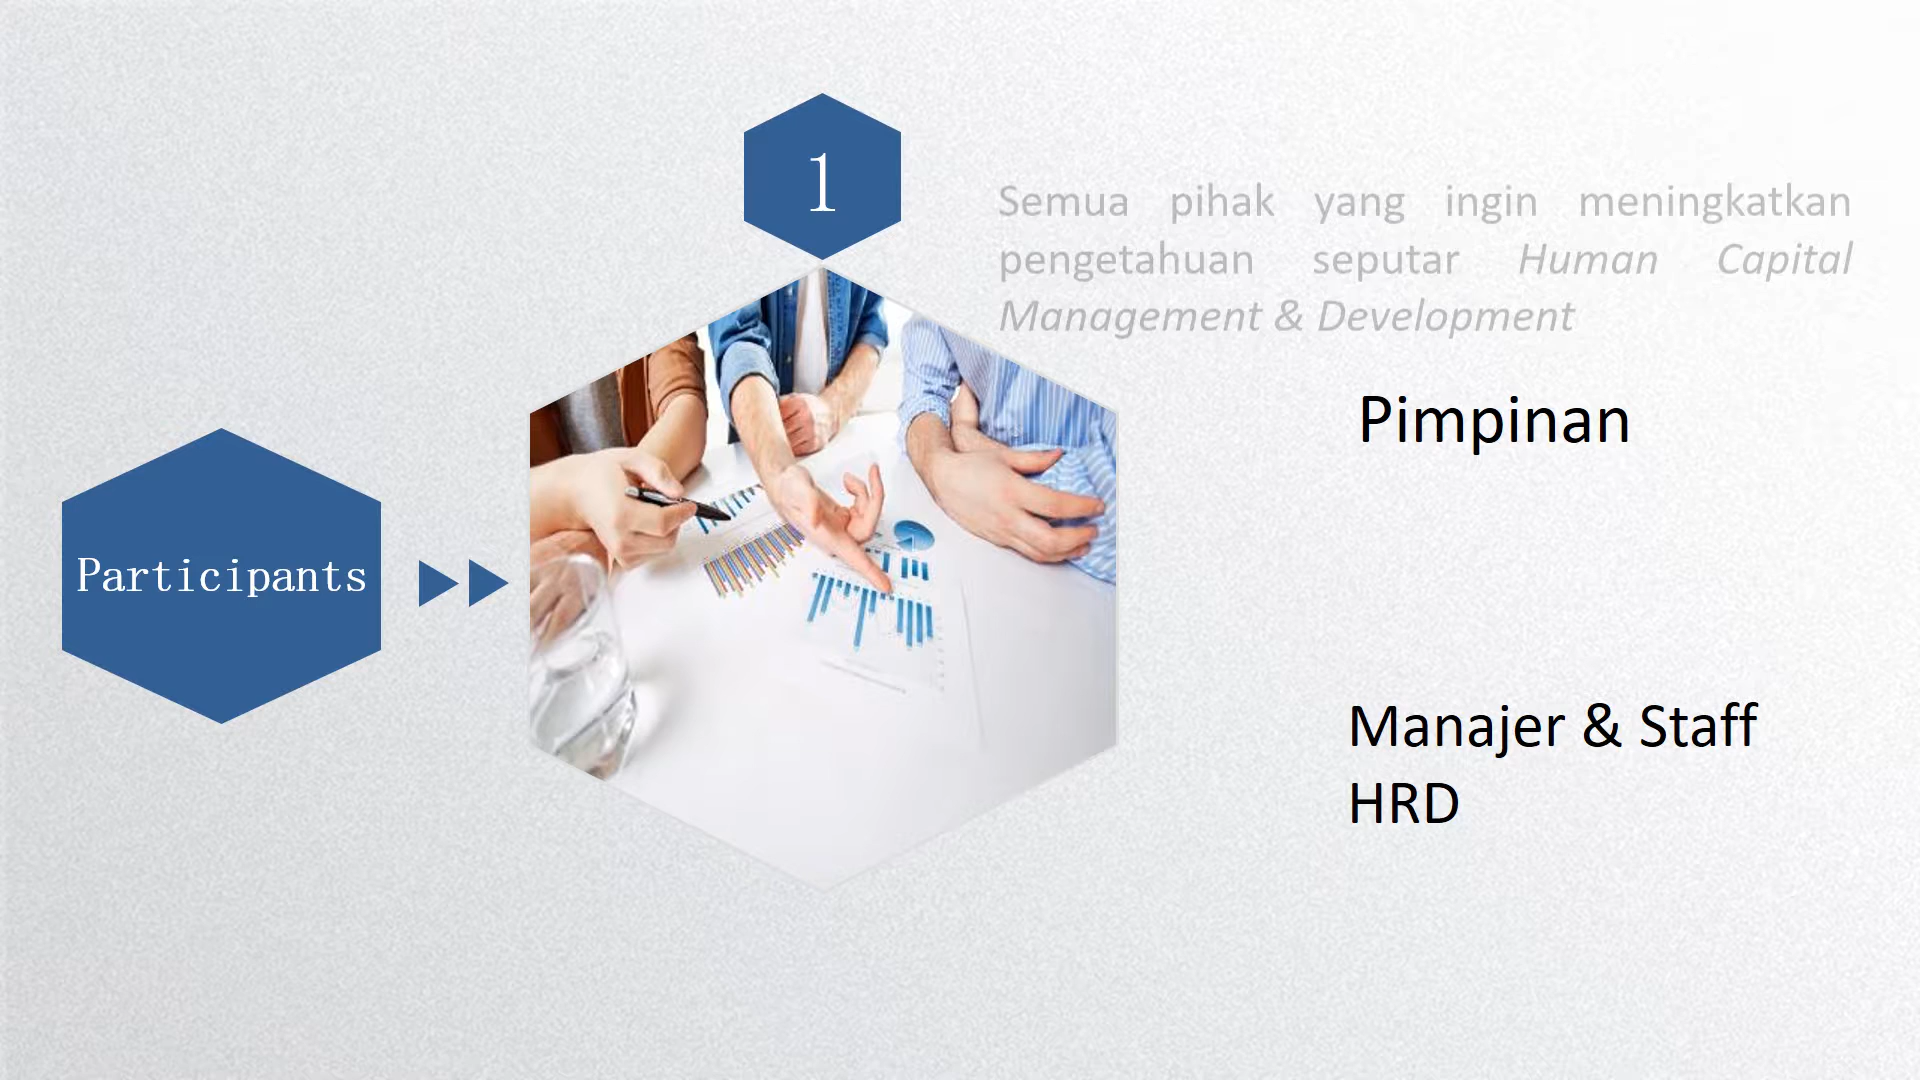 1
Semua pihak yang ingin meningkatkan
pengetahuan seputar Human Capital
Management & Development
Pimpinan
Participants
Manajer & Staff
HRD